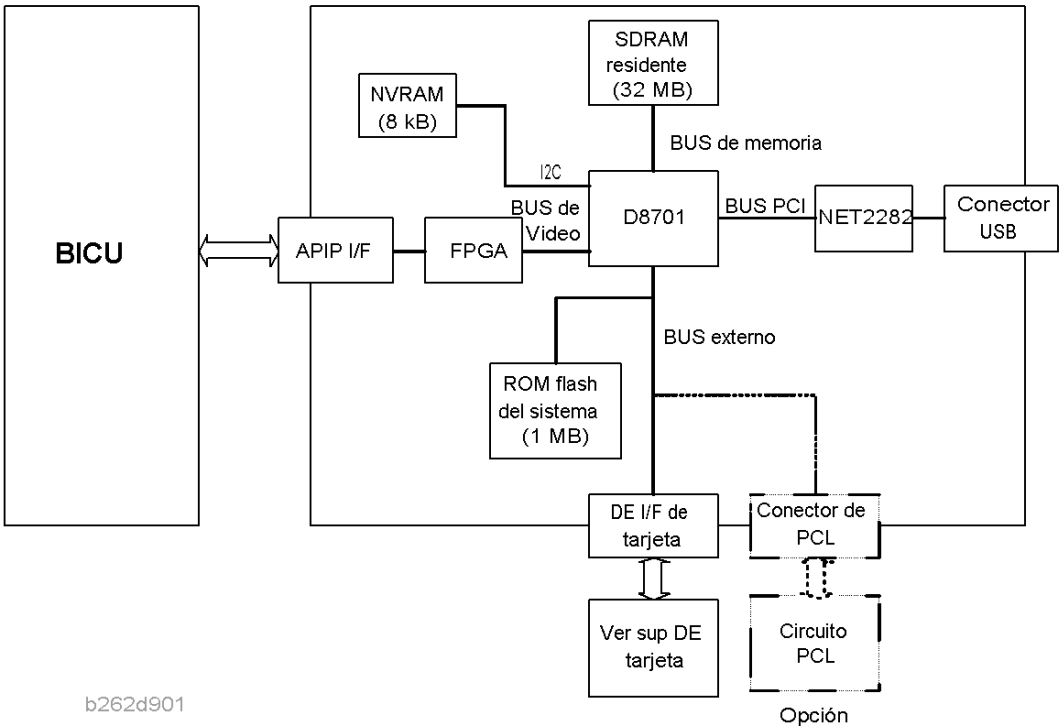 SDRAM
residente
(32 MB)
NVRAM
(8 kB)
BUS de memoria
I2C
BUS de
Video
D8701
BUS PCI
NET2282
Conector
USB
BICU
APIP I/F
FPGA
BUS externo
ROM flash
del sistema
(1 MB)
DE I/F de
tarjeta
Conector de
PCL
Ver sup DE
tarjeta
Circuito
PCL
b262d901
Opción